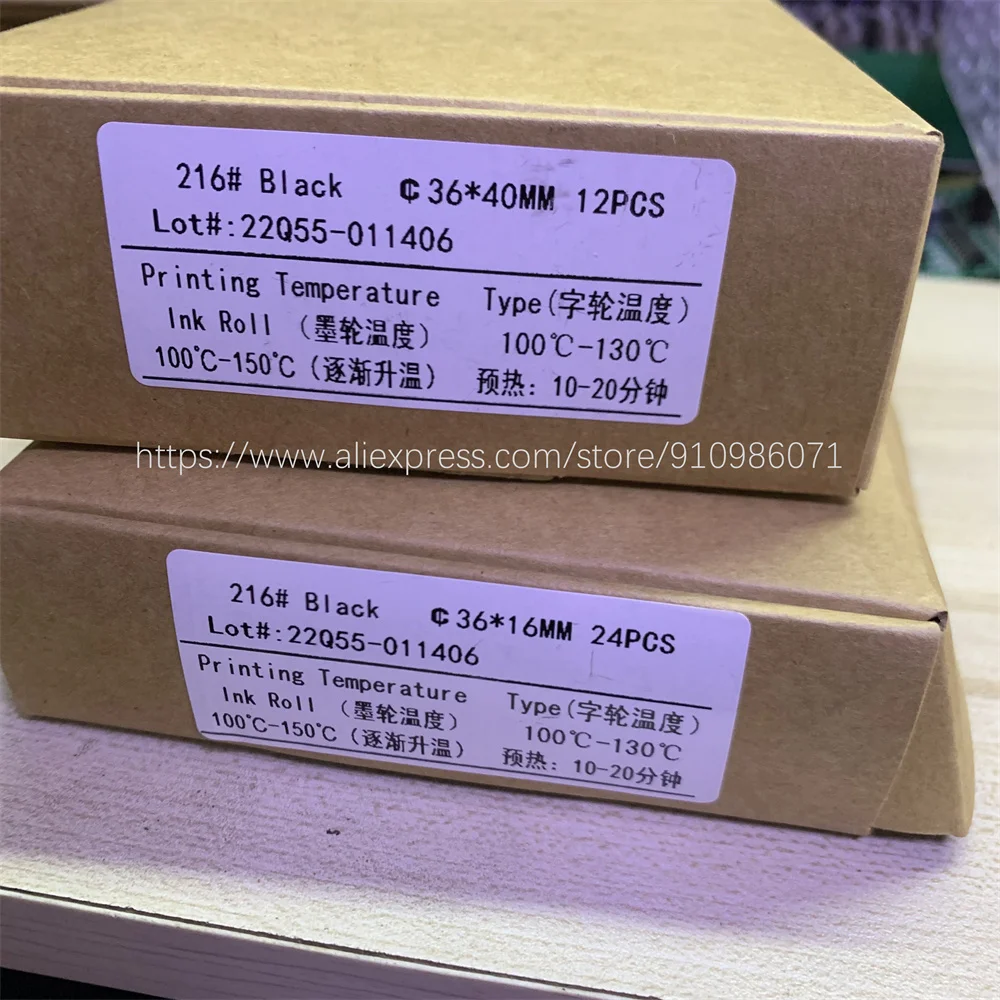 216# Black ₵36*40MM 12PCS
Lot#:22Q55-011406
Printing Temperature Type(字轮温度)
Ink Roll (墨轮温度) 100℃-130℃
100℃-150℃(逐渐升温) 预热: 10-20分钟
https://www.aliexpress.com/store/910986071
216# Black ₵36*16MM 24PCS
Lot#:22Q55-011406
Printing Temperature Type(字轮温度)
Ink Roll (墨轮温度) 100℃-130℃
100℃-150℃(逐渐升温) 预热: 10-20分钟